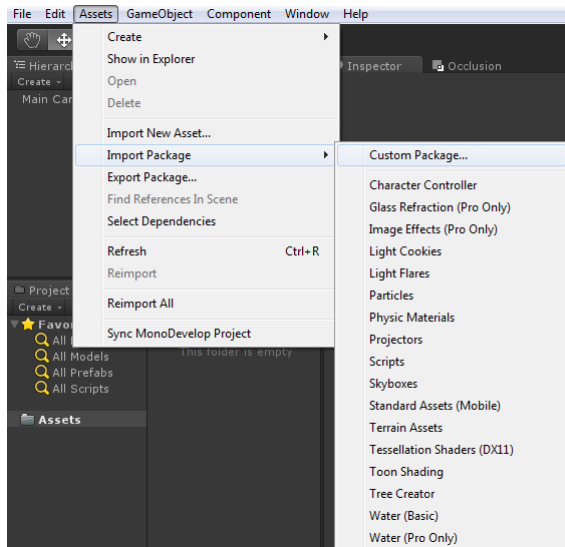 File Edit Assets GameObject Component Window Help
Create
Show in Explorer
Open
Delete
Import New Asset...
Import Package
Export Package...
Find References In Scene
Select Dependencies
Refresh Ctrl+R
Reimport
Reimport All
Sync MonoDevelop Project
Hierarc
Create
Main Car
Inspector Occlusion
Custom Package...
Character Controller
Glass Refraction (Pro Only)
Image Effects (Pro Only)
Light Cookies
Light Flares
Particles
Physic Materials
Projectors
Scripts
Skyboxes
Standard Assets (Mobile)
Terrain Assets
Tessellation Shaders (DX11)
Toon Shading
Tree Creator
Water (Basic)
Water (Pro Only)
Project
Create
Favo
All
All Models
All Prefabs
All Scripts
Assets
This folder is empty